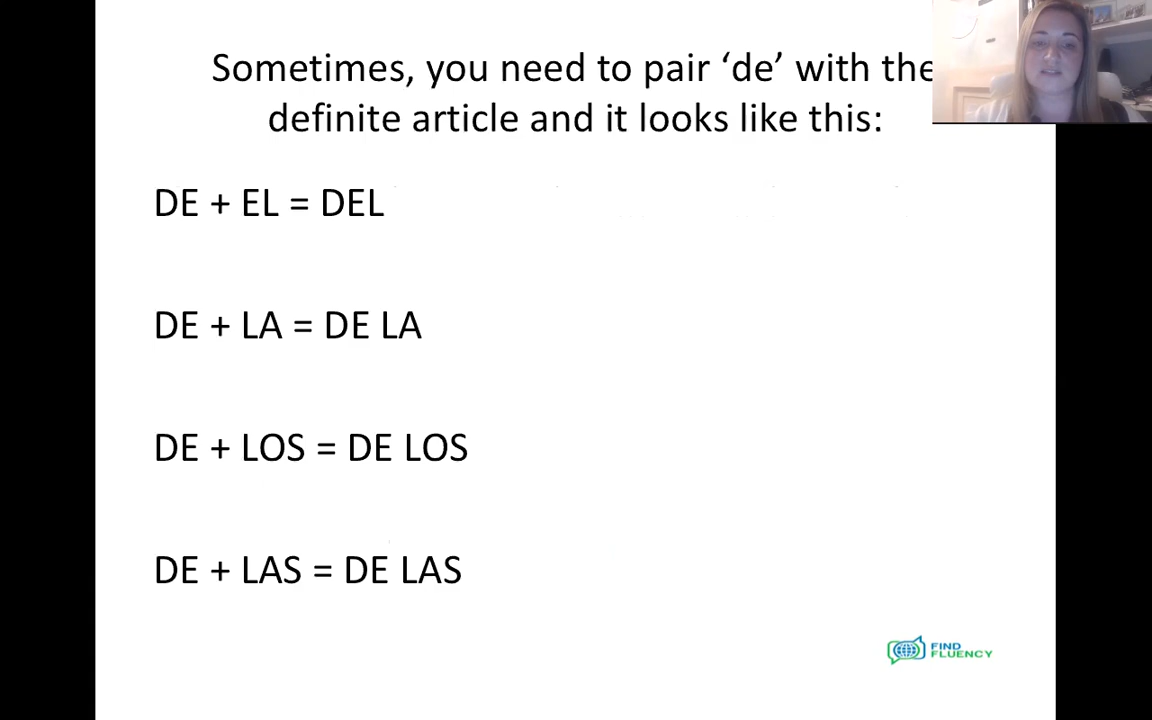 Sometimes, you need to pair ‘de’ with the
definite article and it looks like this:
DE + EL = DEL
DE + LA = DE LA
DE + LOS = DE LOS
DE + LAS = DE LAS
FIND
FLUENCY